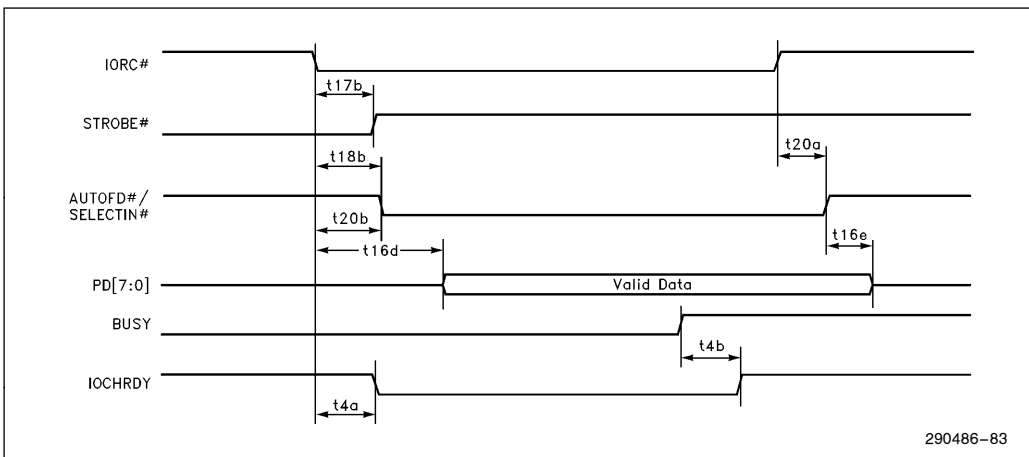 IORC#
t17b
STROBE#
t18b
t20a
AUTOFD#/
SELECTIN#
t20b
t16d
t16e
PD[7:0]
Valid Data
BUSY
t4b
IOCHRDY
t4a
290486–83